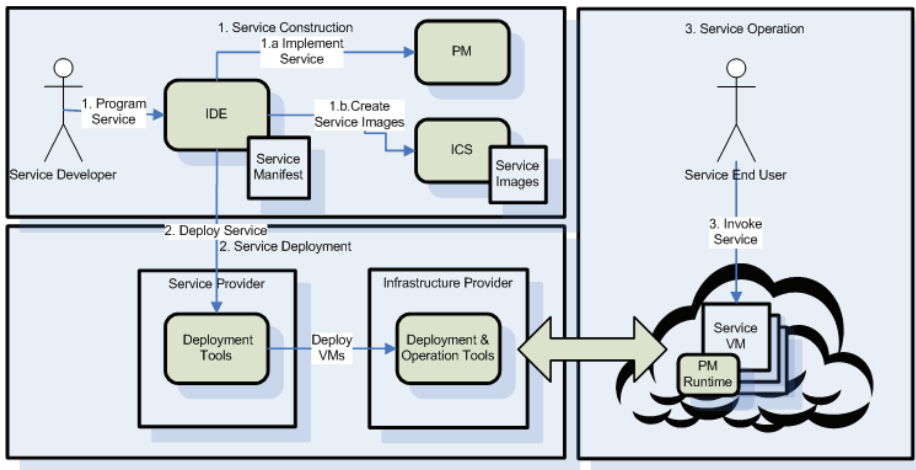 1. Service Construction
1.a Implement
Service
PM
1. Program
Service
IDE
1.b.Create
Service Images
ICS
Service
Manifest
Service
Images
Service Developer
2. Deploy Service
2. Service Deployment
Service Provider
Deployment
Tools
Deploy
VMs
Infrastructure Provider
Deployment &
Operation Tools
3. Service Operation
Service End User
3. Invoke
Service
Service
VM
PM
Runtime